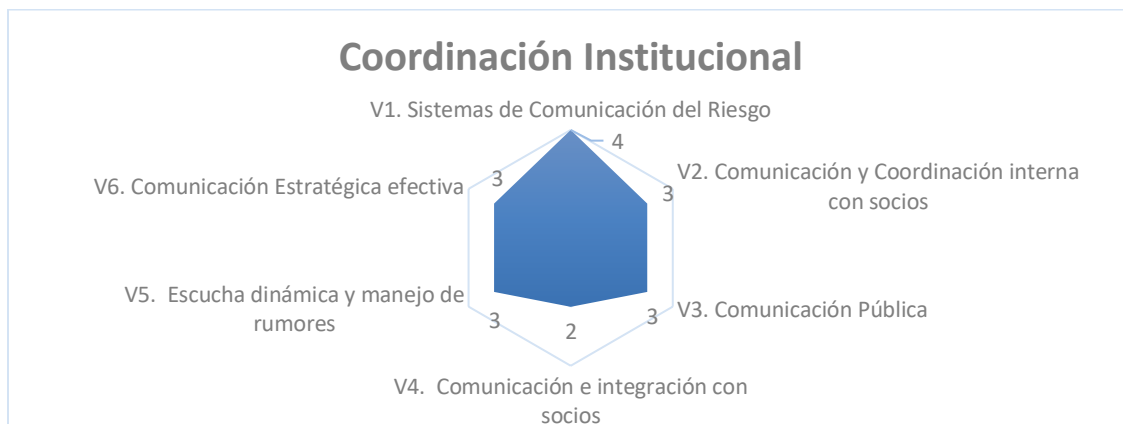 Coordinación Institucional
V1. Sistemas de Comunicación del Riesgo
4
V2. Comunicación y Coordinación interna
con socios
3
V3. Comunicación Pública
3
V4. Comunicación e integración con
socios
2
V5. Escucha dinámica y manejo de
rumores
3
V6. Comunicación Estratégica efectiva
3